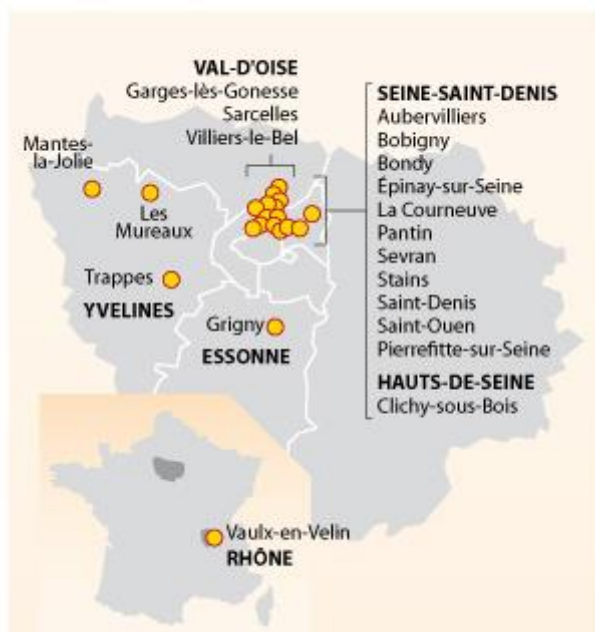 VAL-D'OISE
Garges-lès-Gonesse
Sarcelles
Villiers-le-Bel
SEINE-SAINT-DENIS
Aubervilliers
Bobigny
Bondy
Épinay-sur-Seine
La Courneuve
Pantin
Sevran
Stains
Saint-Denis
Saint-Ouen
Pierrefitte-sur-Seine
HAUTS-DE-SEINE
Clichy-sous-Bois
Mantes-
la-Jolie
Les
Mureaux
Trappes
YVELINES
Grigny
ESSONNE
Vaulx-en-Velin
RHÔNE